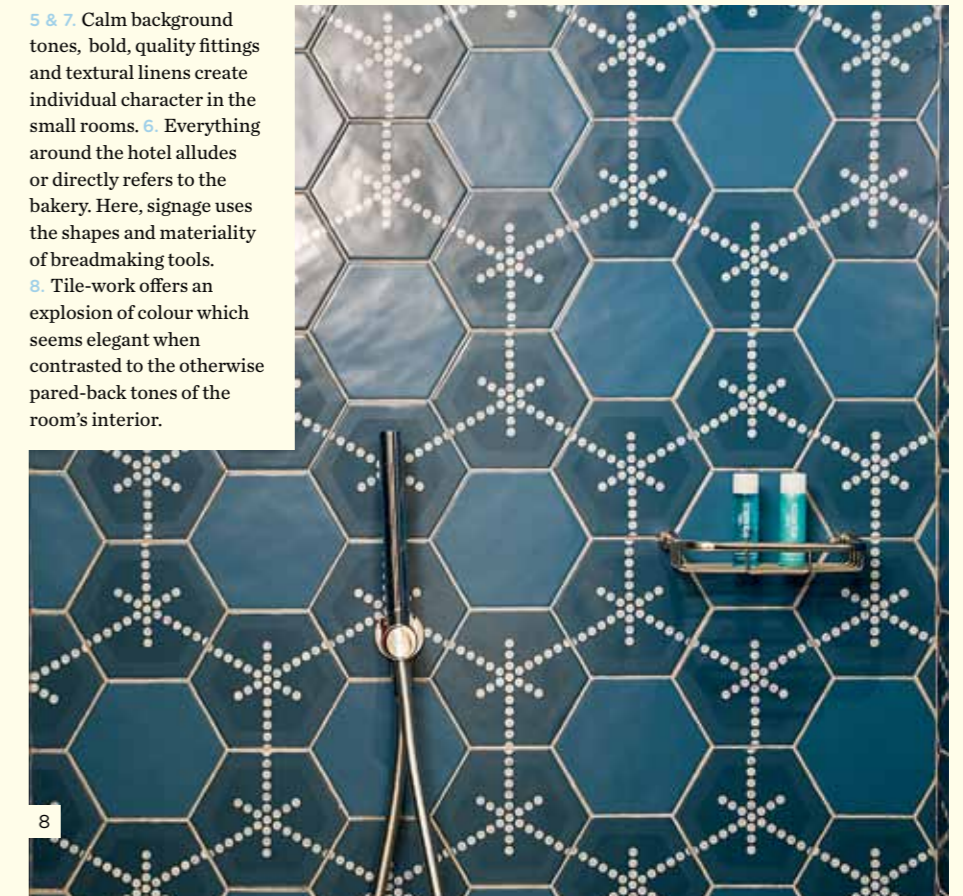 5 & 7. Calm background
tones, bold, quality fittings
and textural linens create
individual character in the
small rooms. 6. Everything
around the hotel alludes
or directly refers to the
bakery. Here, signage uses
the shapes and materiality
of breadmaking tools.
8. Tile-work offers an
explosion of colour which
seems elegant when
contrasted to the otherwise
pared-back tones of the
room’s interior.
8